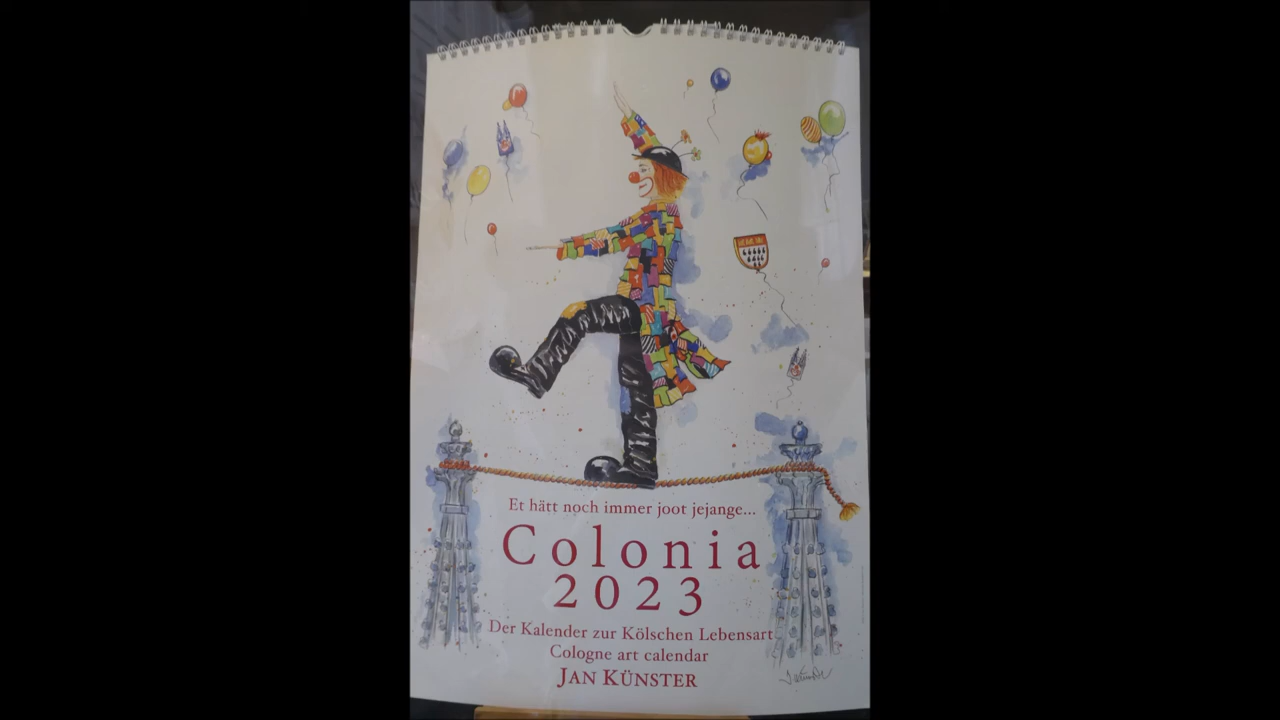 Et hätt noch immer joot jejange...
Colonia
2023
Der Kalender zur Kölschen Lebensart
Cologne art calendar
JAN KÜNSTER